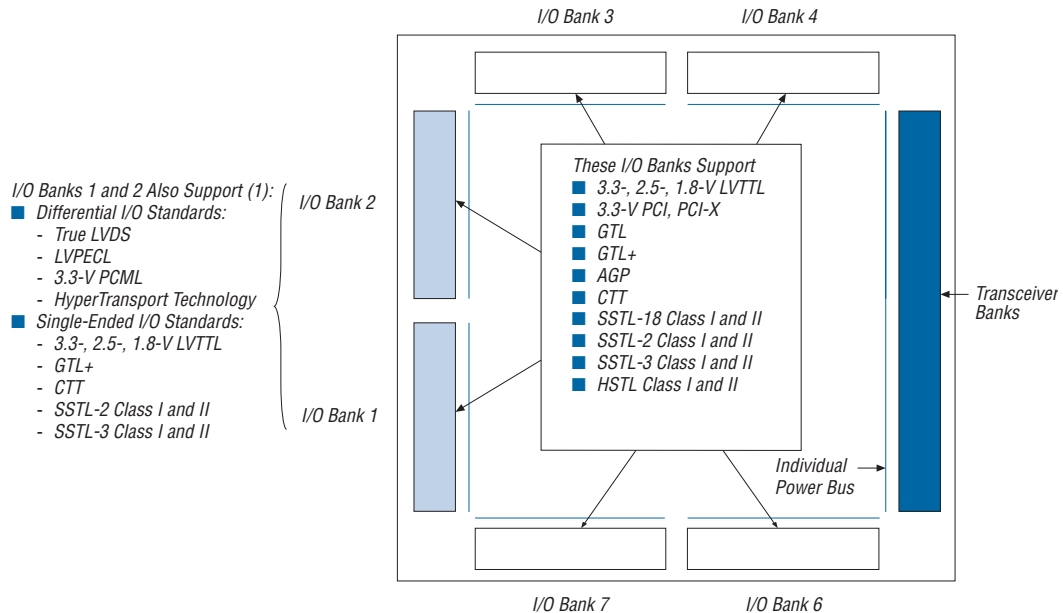 I/O Bank 3
I/O Bank 4
I/O Banks 1 and 2 Also Support (1):
■ Differential I/O Standards:
- True LVDS
- LVPECL
- 3.3-V PCML
- HyperTransport Technology
■ Single-Ended I/O Standards:
- 3.3-, 2.5-, 1.8-V LVTTL
- GTL+
- CTT
- SSTL-2 Class I and II
- SSTL-3 Class I and II
I/O Bank 2
I/O Bank 1
These I/O Banks Support
■ 3.3-, 2.5-, 1.8-V LVTTL
■ 3.3-V PCI, PCI-X
■ GTL
■ GTL+
■ AGP
■ CTT
■ SSTL-18 Class I and II
■ SSTL-2 Class I and II
■ SSTL-3 Class I and II
■ HSTL Class I and II
Transceiver
Banks
Individual
Power Bus
I/O Bank 7
I/O Bank 6